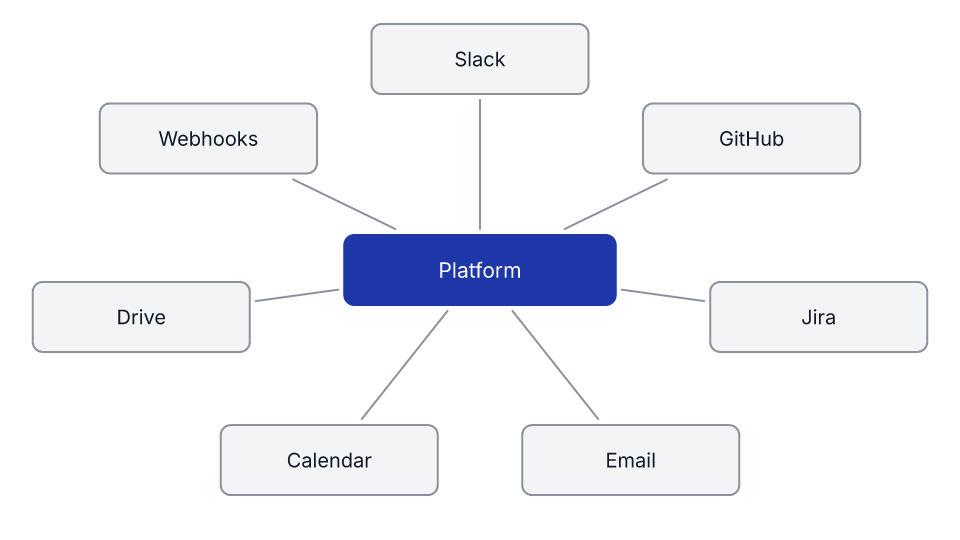 Slack
Webhooks
GitHub
Platform
Drive
Jira
Calendar
Email